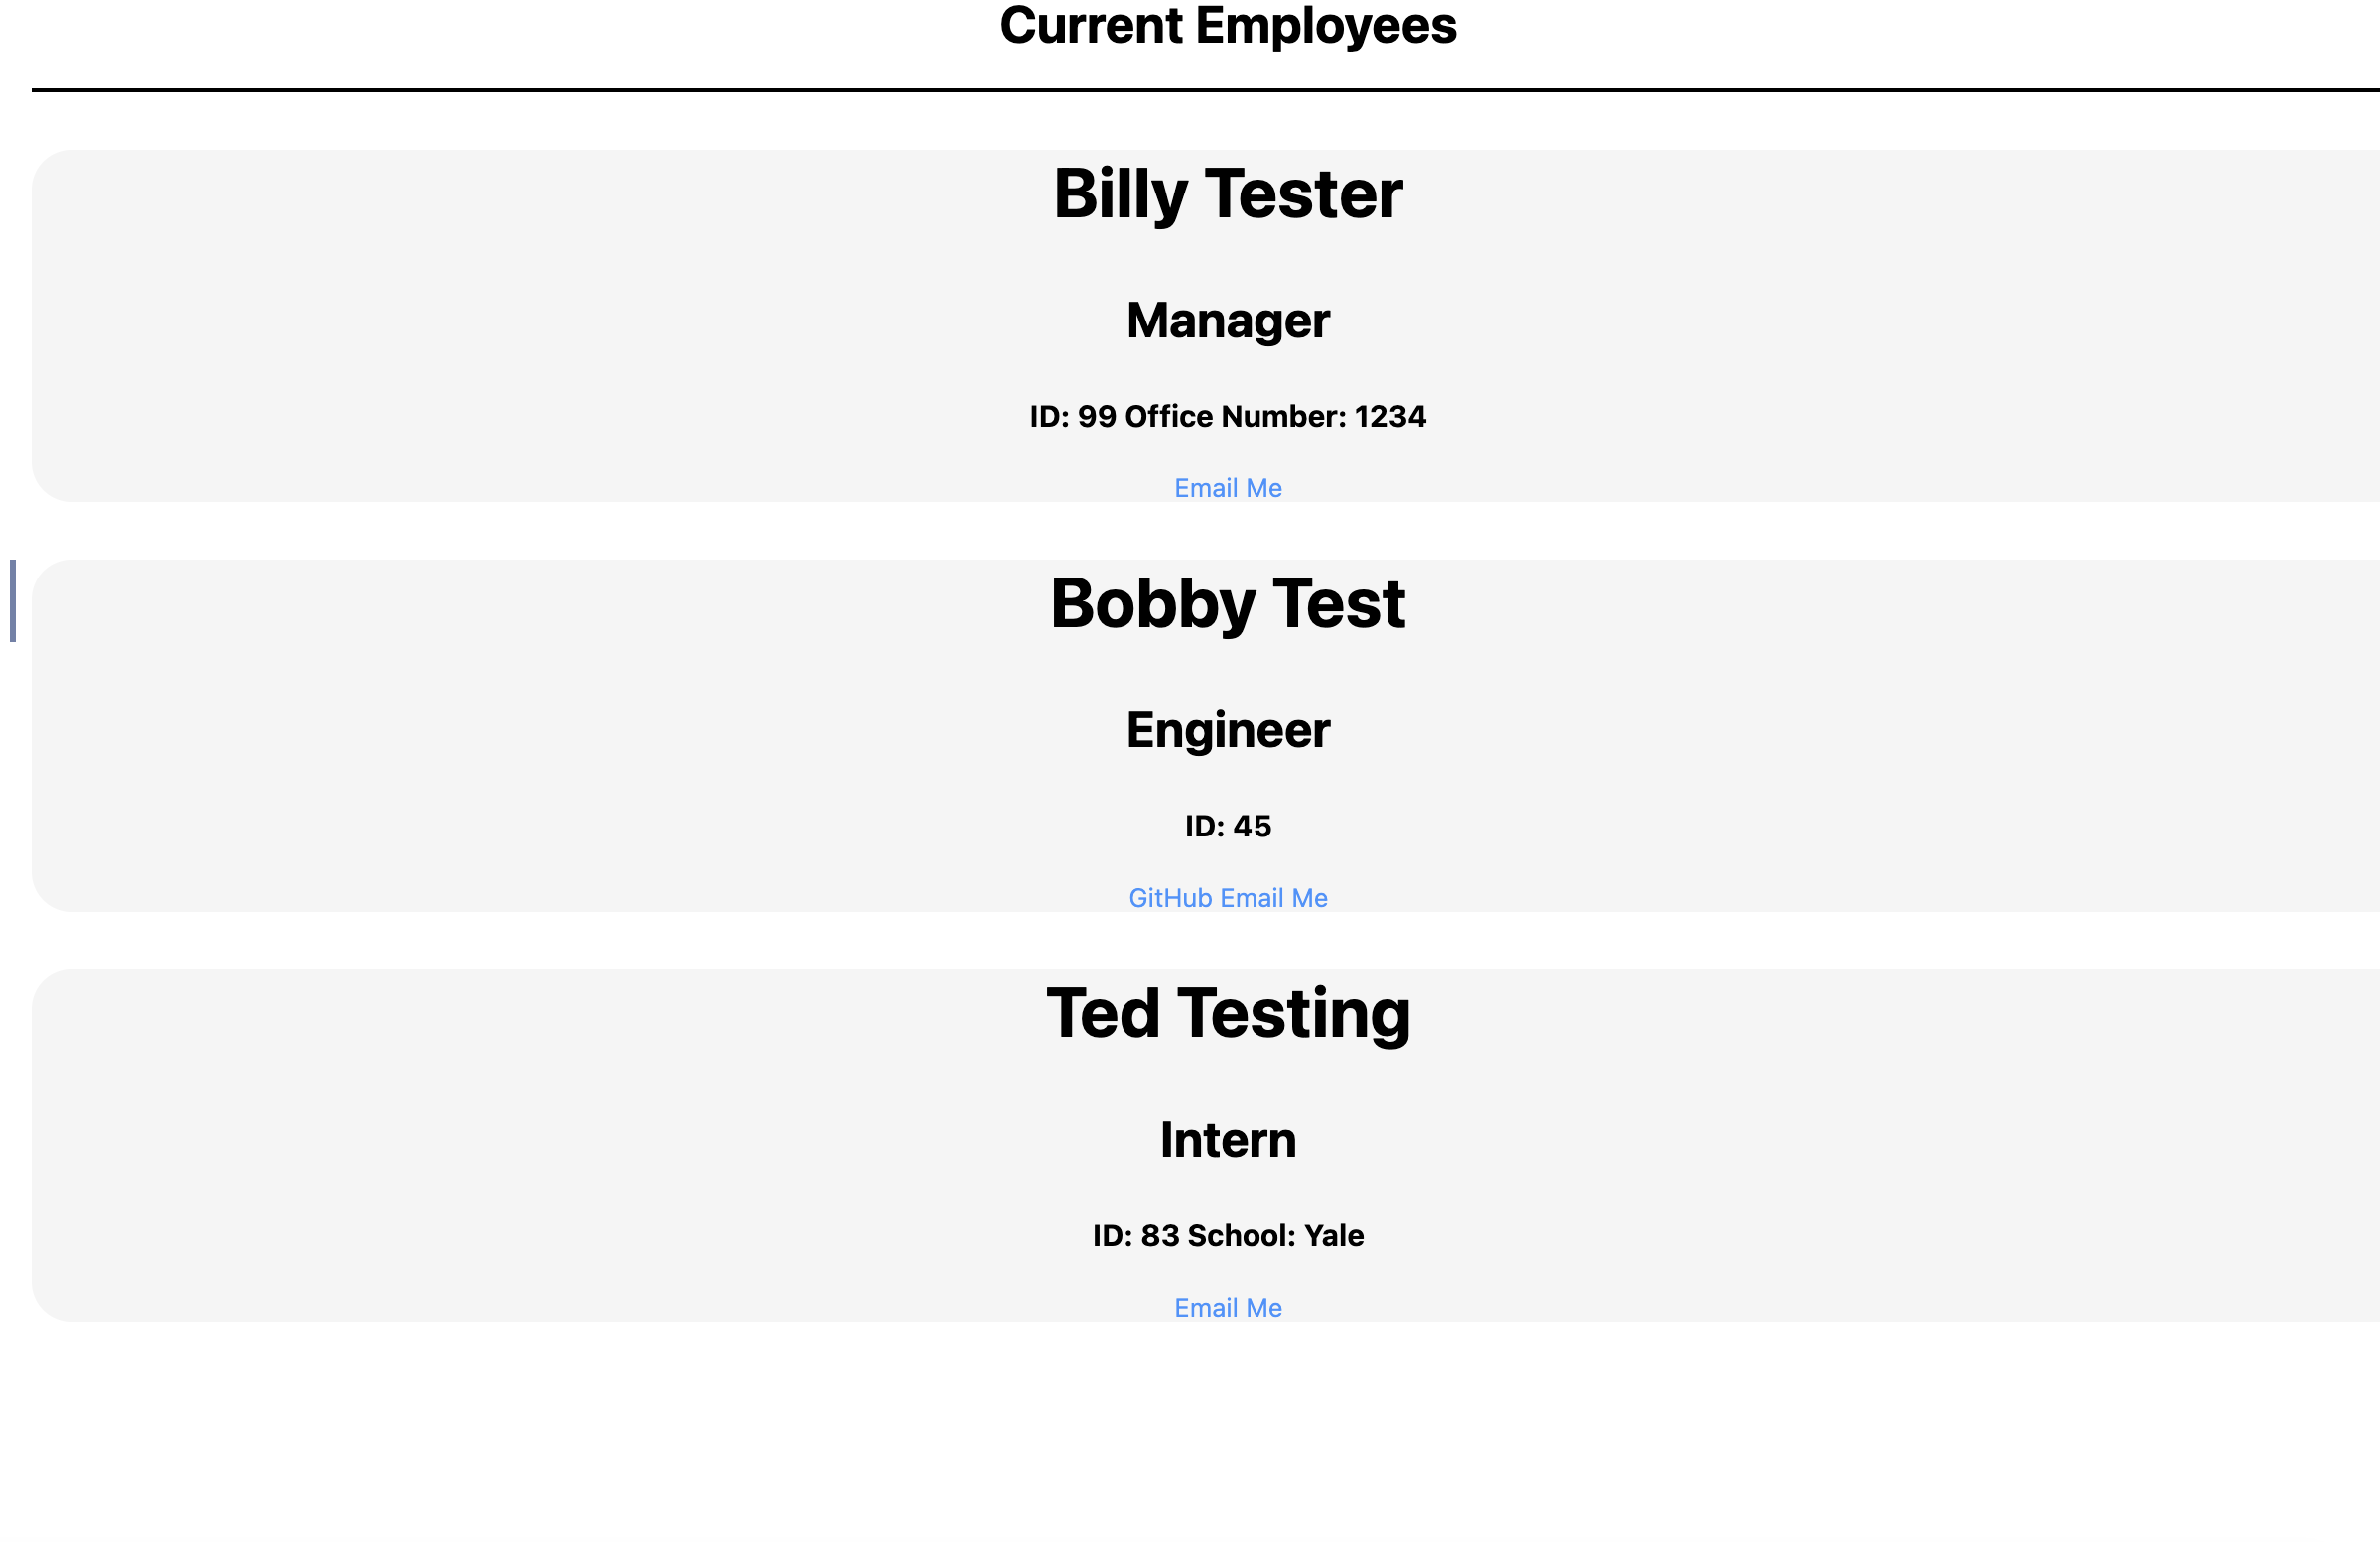 Current Employees
Billy Tester
Manager
ID: 99 Office Number: 1234
Email Me
Bobby Test
Engineer
ID: 45
GitHub Email Me
Ted Testing
Intern
ID: 83 School: Yale
Email Me